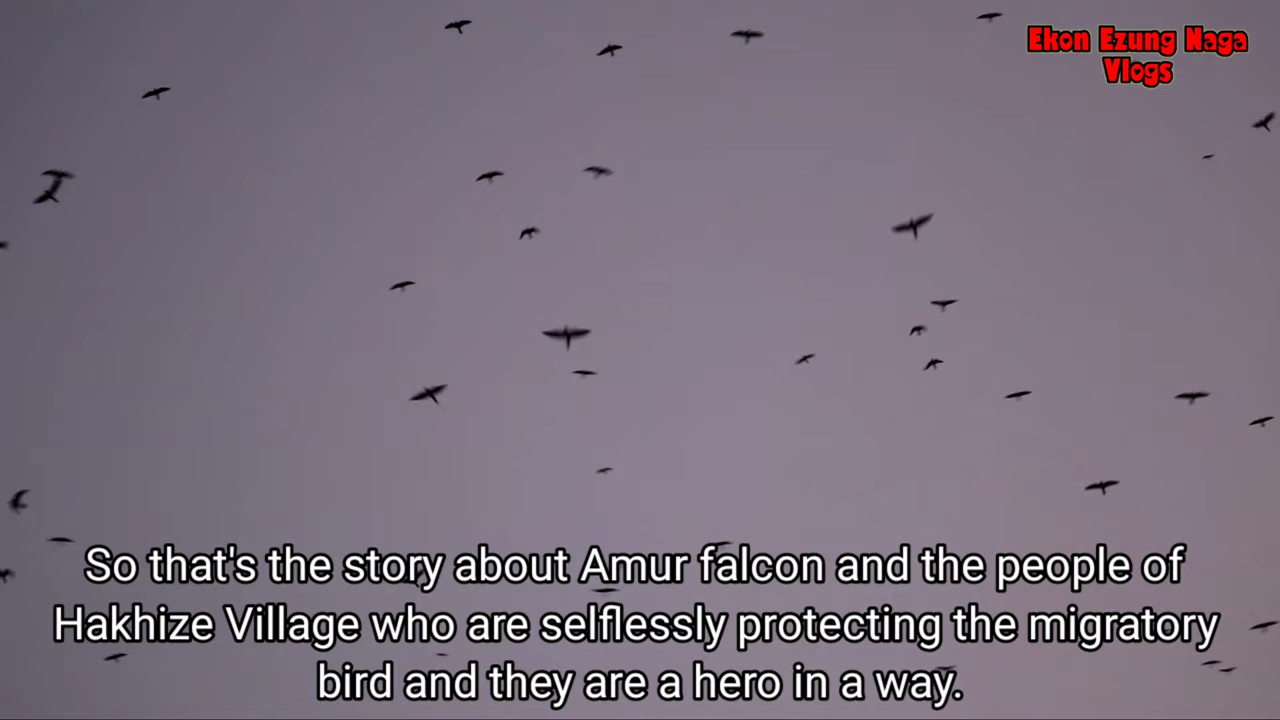 Ekon Ezung Naga
Vlogs
So that's the story about Amur falcon and the people of
Hakhize Village who are selflessly protecting the migratory
bird and they are a hero in a way.